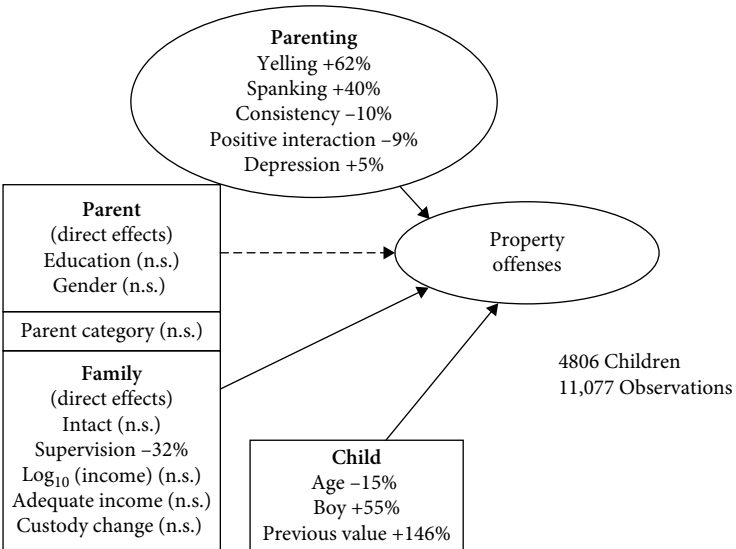 Parenting
Yelling +62%
Spanking +40%
Consistency –10%
Positive interaction –9%
Depression +5%
Parent
(direct effects)
Education (n.s.)
Gender (n.s.)
Parent category (n.s.)
Family
(direct effects)
Intact (n.s.)
Supervision –32%
Log₁₀ (income) (n.s.)
Adequate income (n.s.)
Custody change (n.s.)
Property
offenses
4806 Children
11,077 Observations
Child
Age –15%
Boy +55%
Previous value +146%